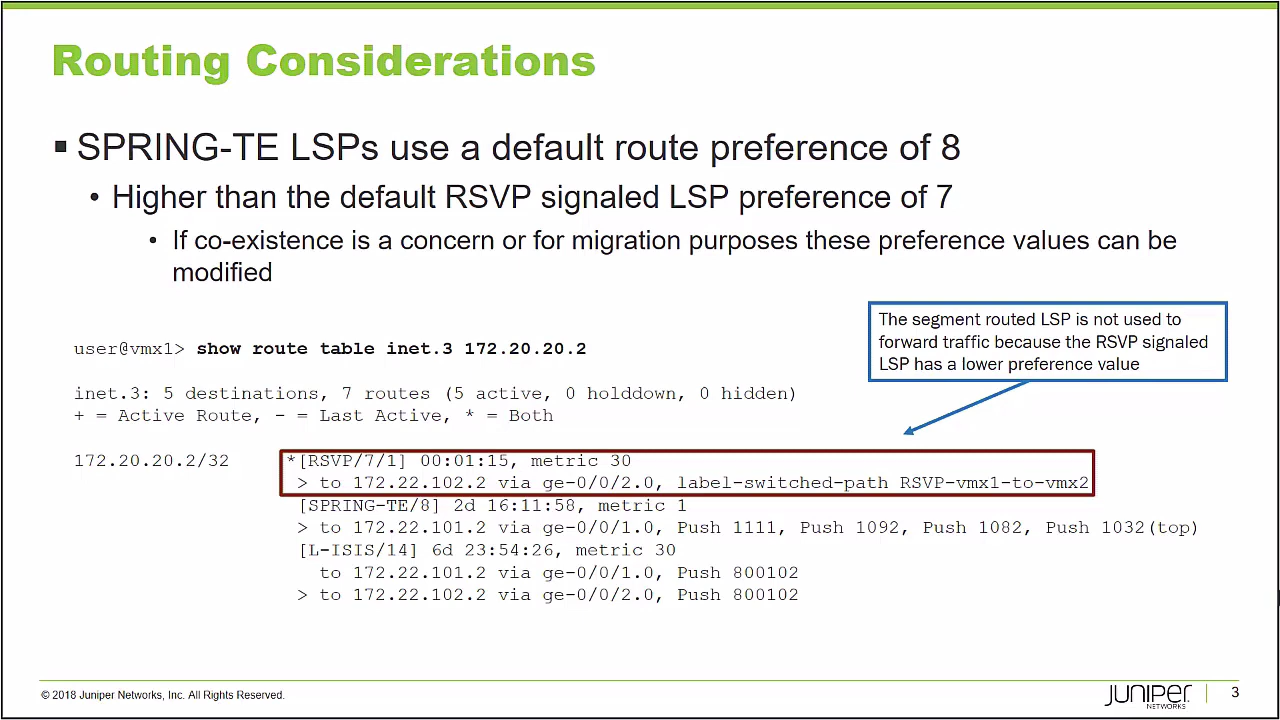 Routing Considerations
▪ SPRING-TE LSPs use a default route preference of 8
• Higher than the default RSVP signaled LSP preference of 7
• If co-existence is a concern or for migration purposes these preference values can be
modified
The segment routed LSP is not used to
forward traffic because the RSVP signaled
LSP has a lower preference value
user@vmx1> show route table inet.3 172.20.20.2
inet.3: 5 destinations, 7 routes (5 active, 0 holddown, 0 hidden)
+ = Active Route, - = Last Active, * = Both
172.20.20.2/32 *[RSVP/7/1] 00:01:15, metric 30
> to 172.22.102.2 via ge-0/0/2.0, label-switched-path RSVP-vmx1-to-vmx2
[SPRING-TE/8] 2d 16:11:58, metric 1
> to 172.22.101.2 via ge-0/0/1.0, Push 1111, Push 1092, Push 1082, Push 1032(top)
[L-ISIS/14] 6d 23:54:26, metric 30
to 172.22.101.2 via ge-0/0/1.0, Push 800102
> to 172.22.102.2 via ge-0/0/2.0, Push 800102
© 2018 Juniper Networks, Inc. All Rights Reserved.
JUNIPER
NETWORKS
3